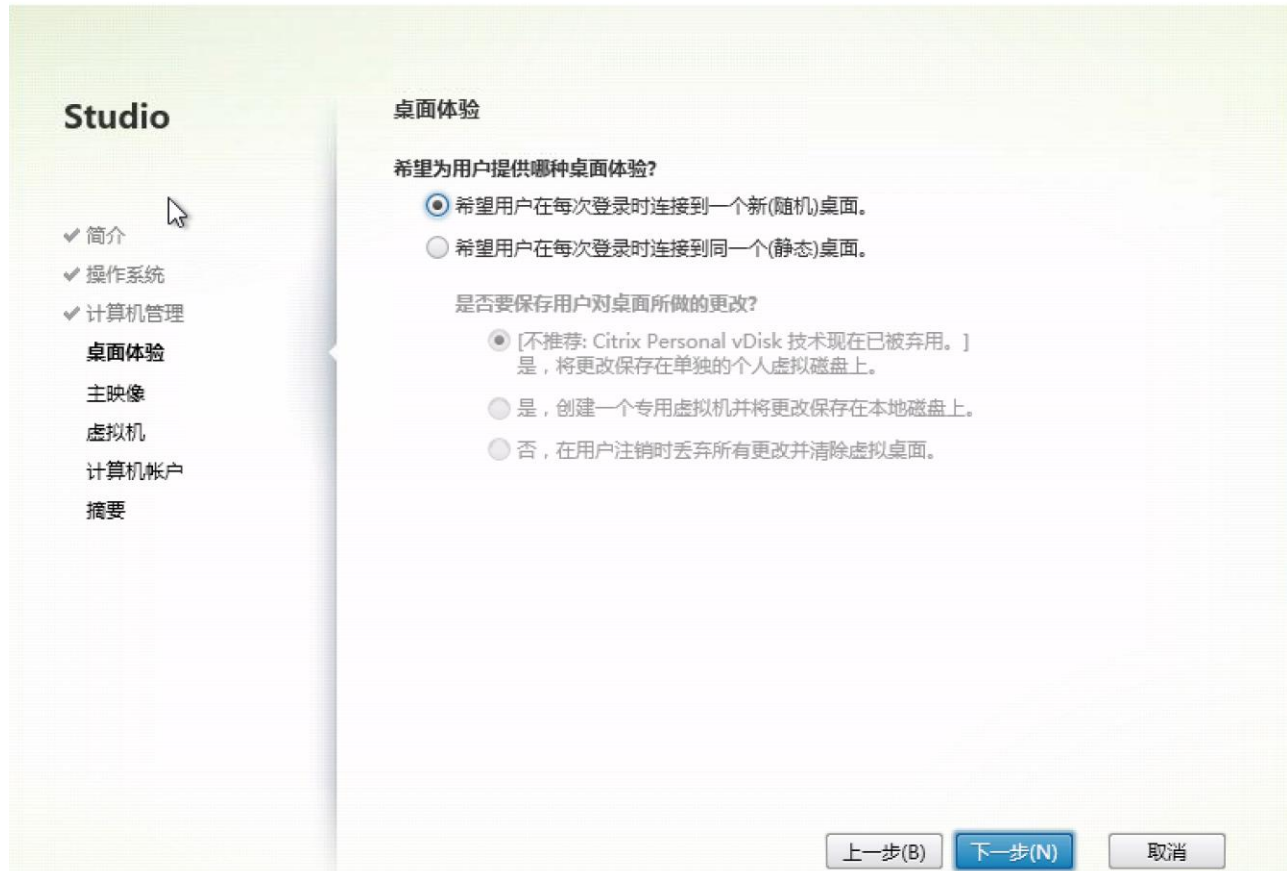 Studio
简介
操作系统
计算机管理
桌面体验
主映像
虚拟机
计算机帐户
摘要
桌面体验
希望为用户提供哪种桌面体验?
希望用户在每次登录时连接到一个新(随机)桌面。
希望用户在每次登录时连接到同一个(静态)桌面。
是否要保存用户对桌面所做的更改?
[不推荐: Citrix Personal vDisk 技术现在已被弃用。]
是，将更改保存在单独的个人虚拟磁盘上。
是，创建一个专用虚拟机并将更改保存在本地磁盘上。
否，在用户注销时丢弃所有更改并清除虚拟桌面。
上一步(B) 下一步(N) 取消